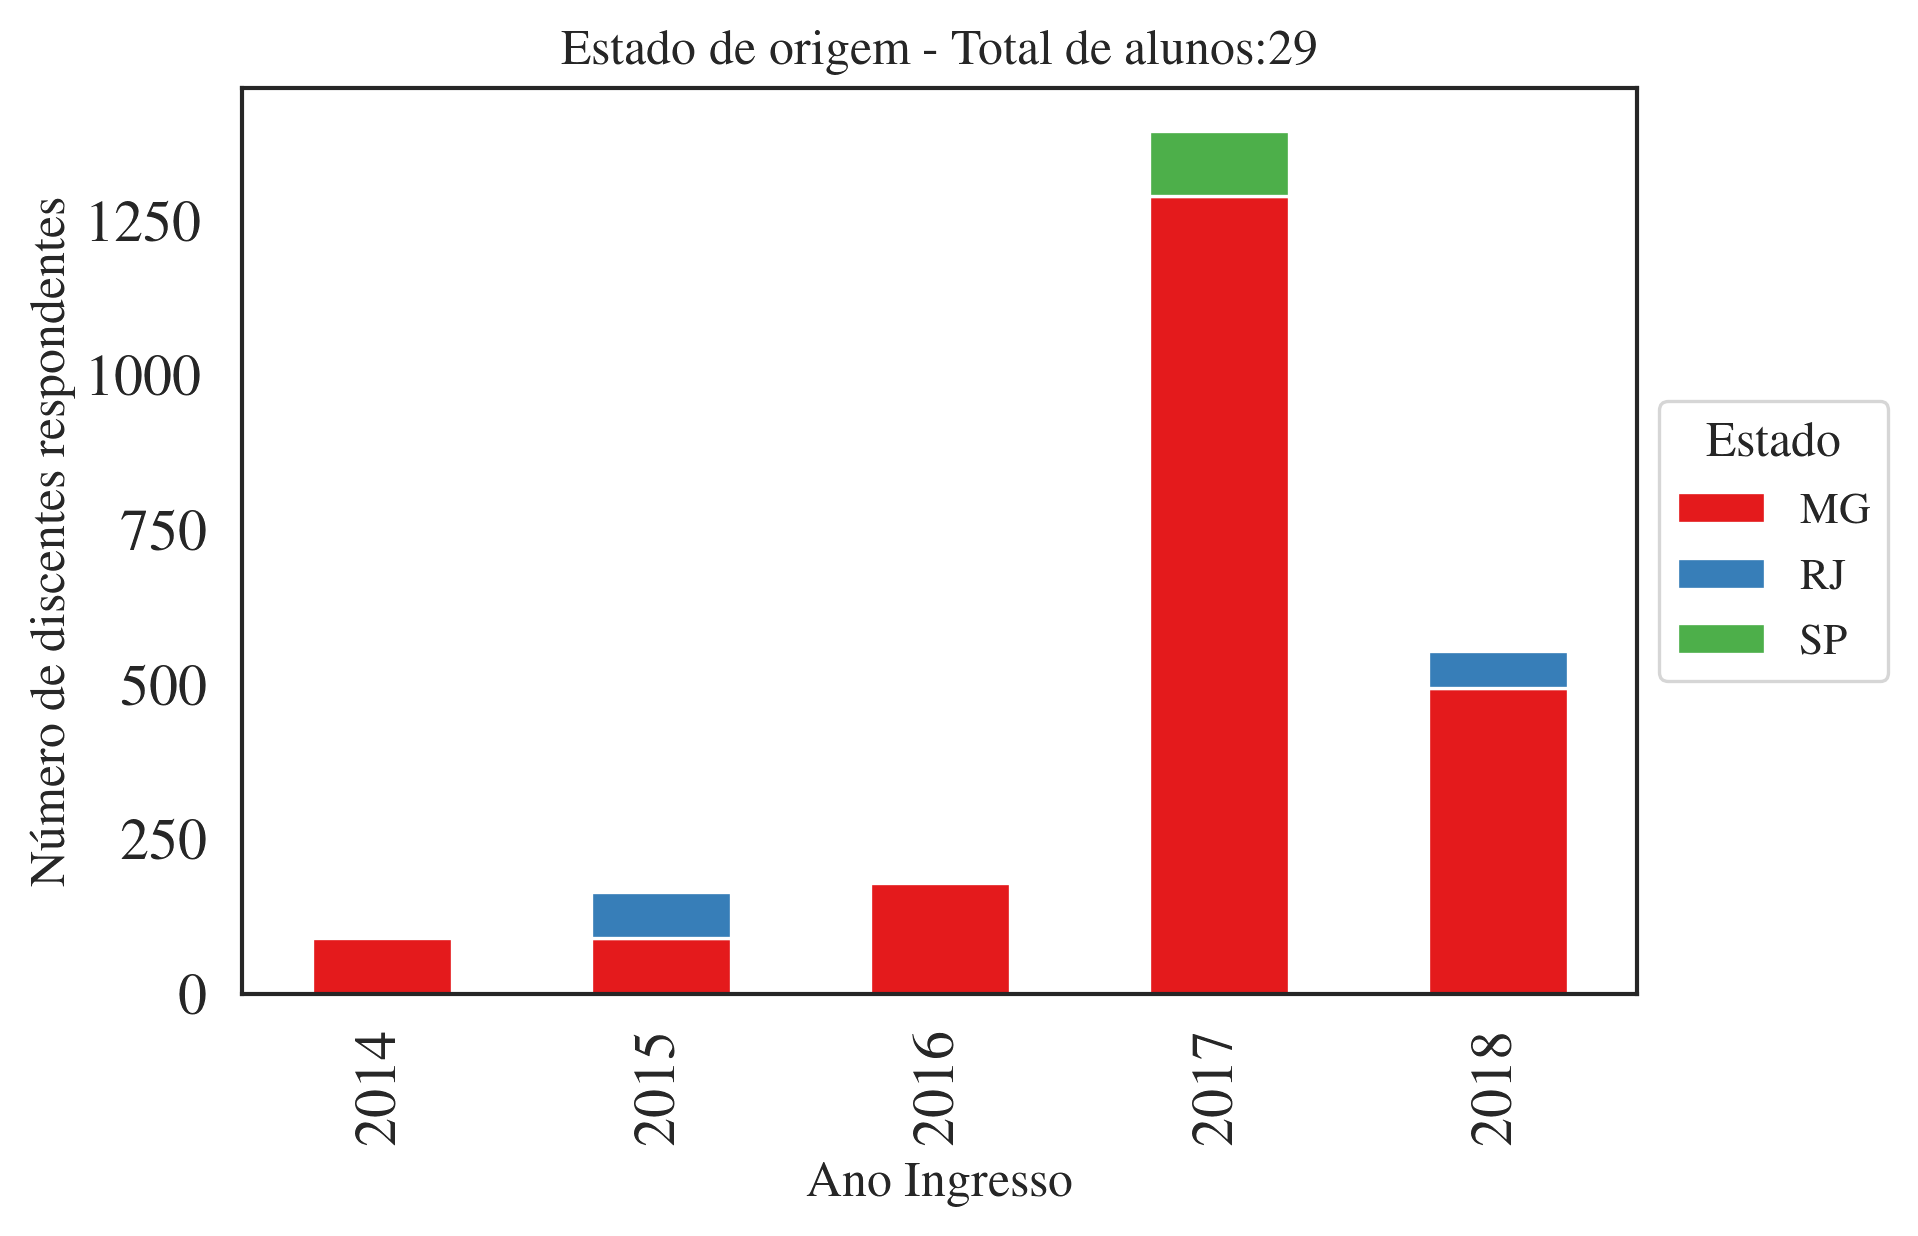 Estado de origem - Total de alunos:29
Número de discentes respondentes
1250
1000
750
500
250
0
2014
2015
2016
2017
2018
Ano Ingresso
Estado
MG
RJ
SP